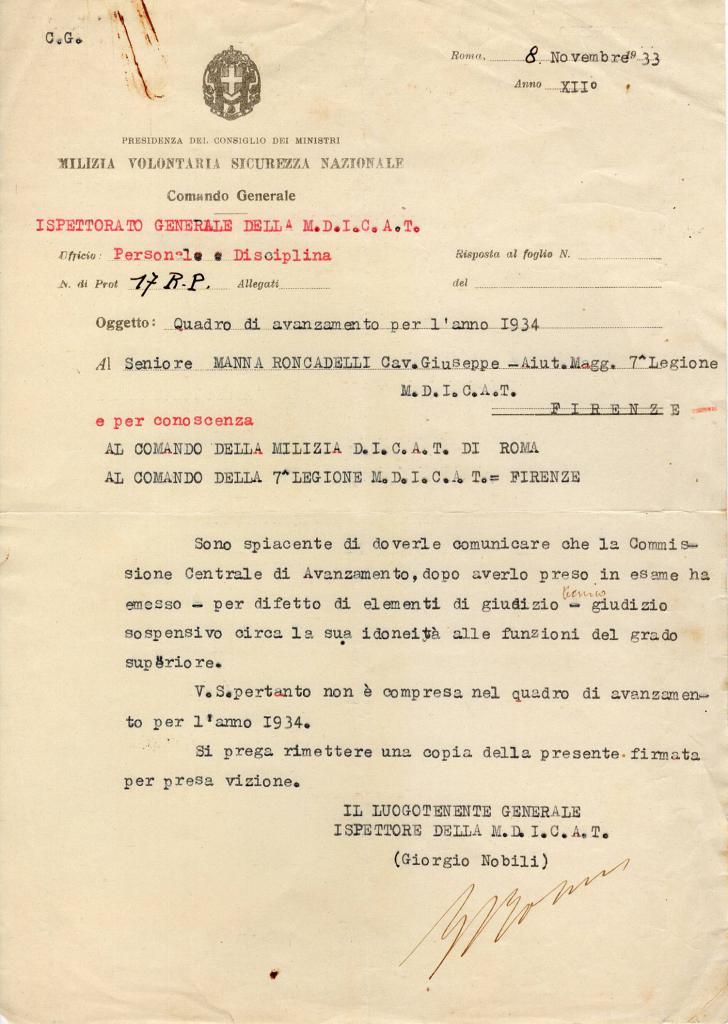 C.G.
Roma, 8 Novembre 1933
Anno XII°
PRESIDENZA DEL CONSIGLIO DEI MINISTRI
MILIZIA VOLONTARIA SICUREZZA NAZIONALE
Comando Generale
ISPETTORATO GENERALE DELLA M.D.I.C.A.T.
Ufficio: Personale e Disciplina
Risposta al foglio N.
N. di Prot 17 R.P. Allegati
del
Oggetto: Quadro di avanzamento per l'anno 1934
Al Seniore MANNA RONCADELLI Cav.Giuseppe -Aiut.Magg. 7^Legione
M.D.I.C.A.T.
FIRENZE
e per conoscenza
AL COMANDO DELLA MILIZIA D.I.C.A.T. DI ROMA
AL COMANDO DELLA 7^LEGIONE M.D.I.C.A.T.= FIRENZE
Sono spiacente di doverle comunicare che la Commis-
sione Centrale di Avanzamento, dopo averlo preso in esame ha
emesso - per difetto di elementi di giudizio - giudizio
sospensivo circa la sua idoneità alle funzioni del grado
superiore.
V.S.pertanto non è compresa nel quadro di avanzamen-
to per l'anno 1934.
Si prega rimettere una copia della presente firmata
per presa vizione.
IL LUOGOTENENTE GENERALE
ISPETTORE DELLA M.D.I.C.A.T.
(Giorgio Nobili)